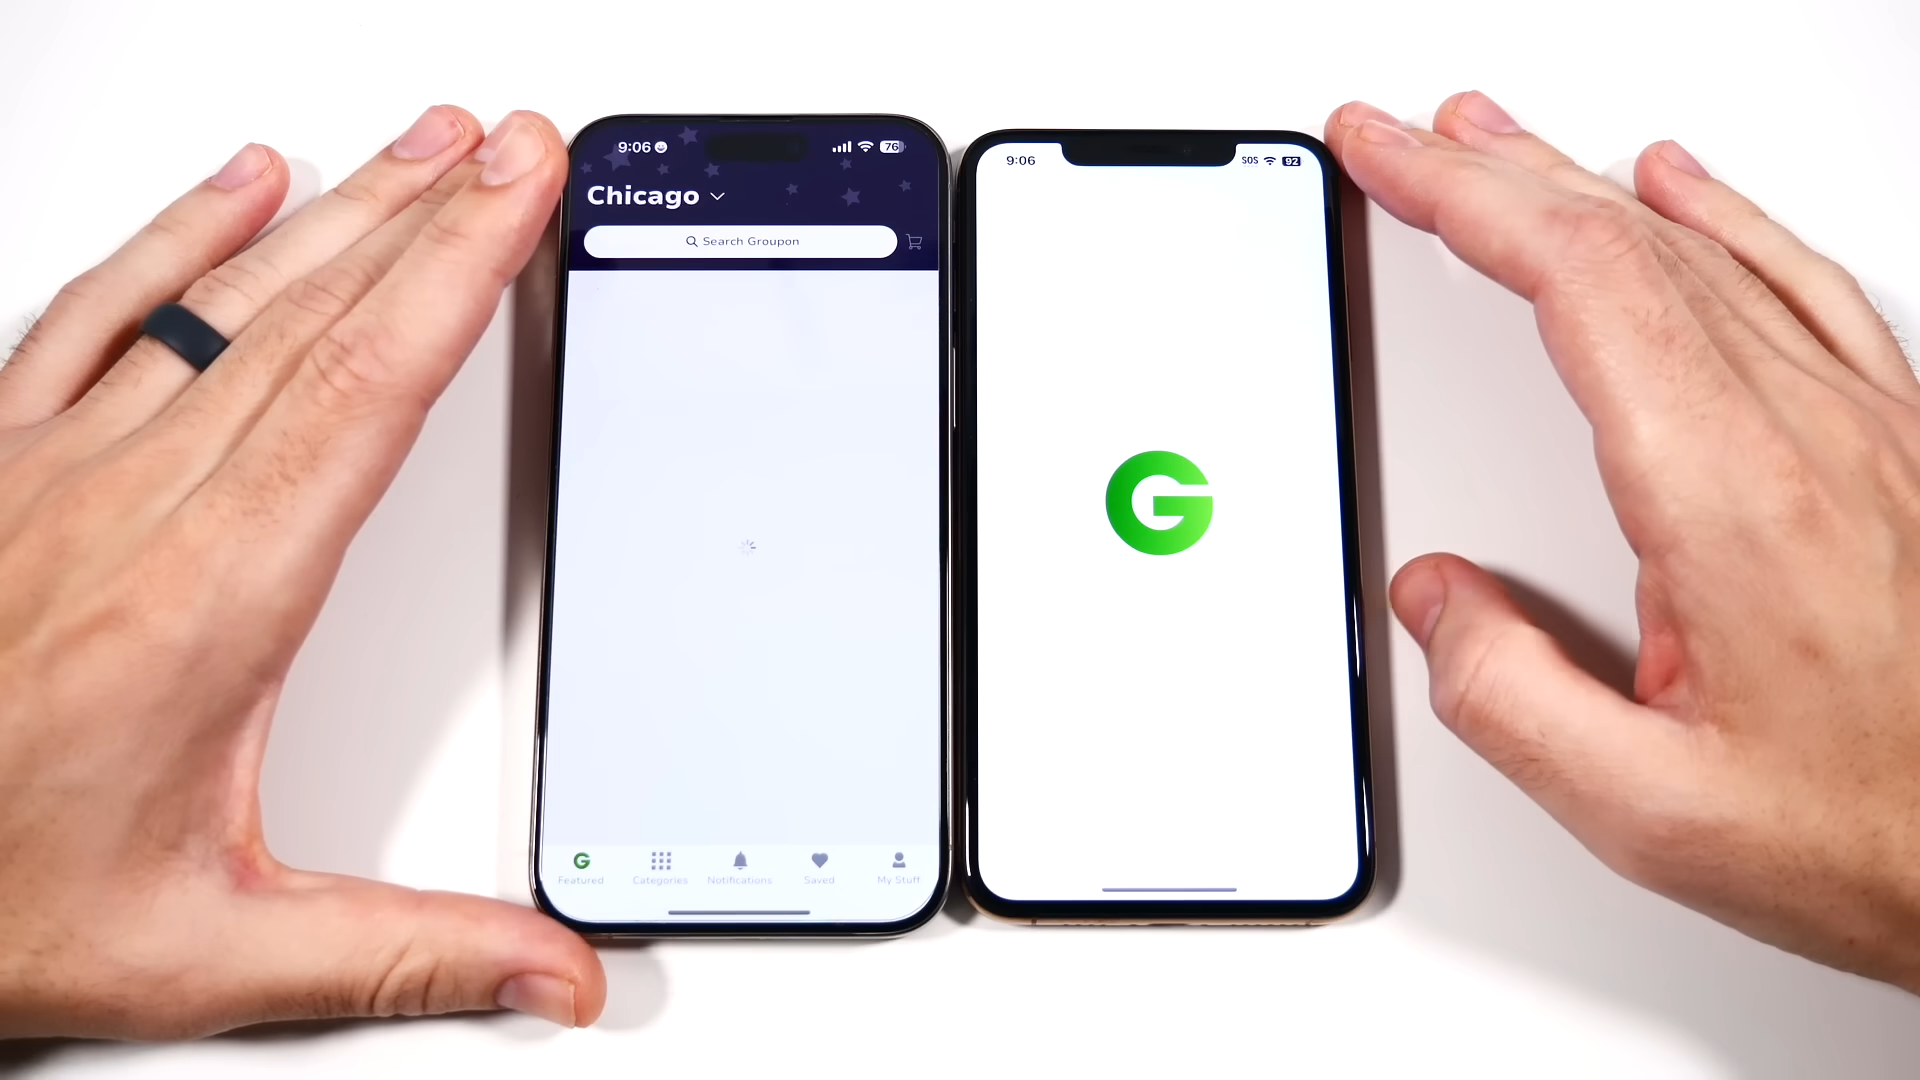 9:06
76
Chicago
Search Groupon
Featured
Categories
Notifications
Saved
My Stuff
9:06
SOS
92
G